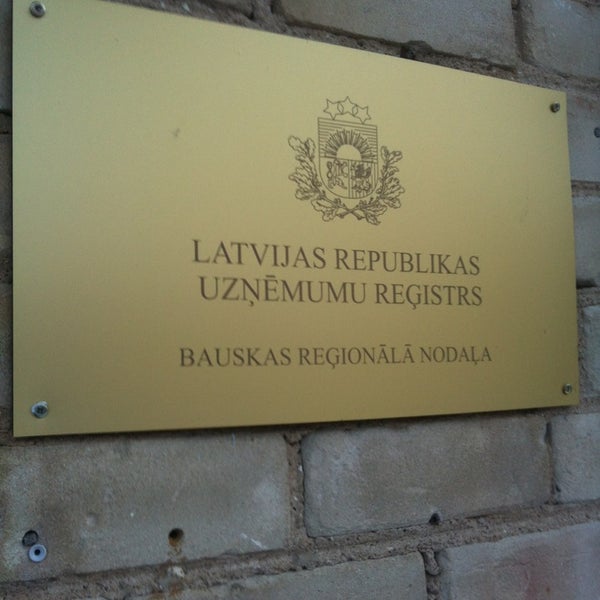 LATVIJAS REPUBLIKAS
UZŅĒMUMU REĢISTRS
BAUSKAS REĢIONĀLĀ NODAĻA